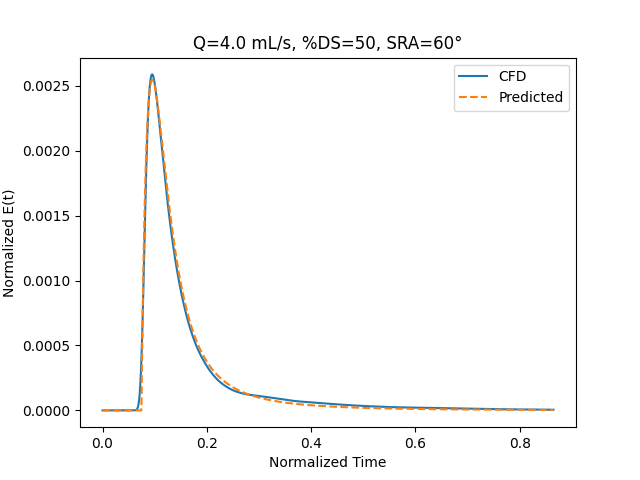 Q=4.0 mL/s, %DS=50, SRA=60°
CFD
Predicted
0.0025
0.0020
0.0015
0.0010
0.0005
0.0000
Normalized E(t)
0.0 0.2 0.4 0.6 0.8
Normalized Time